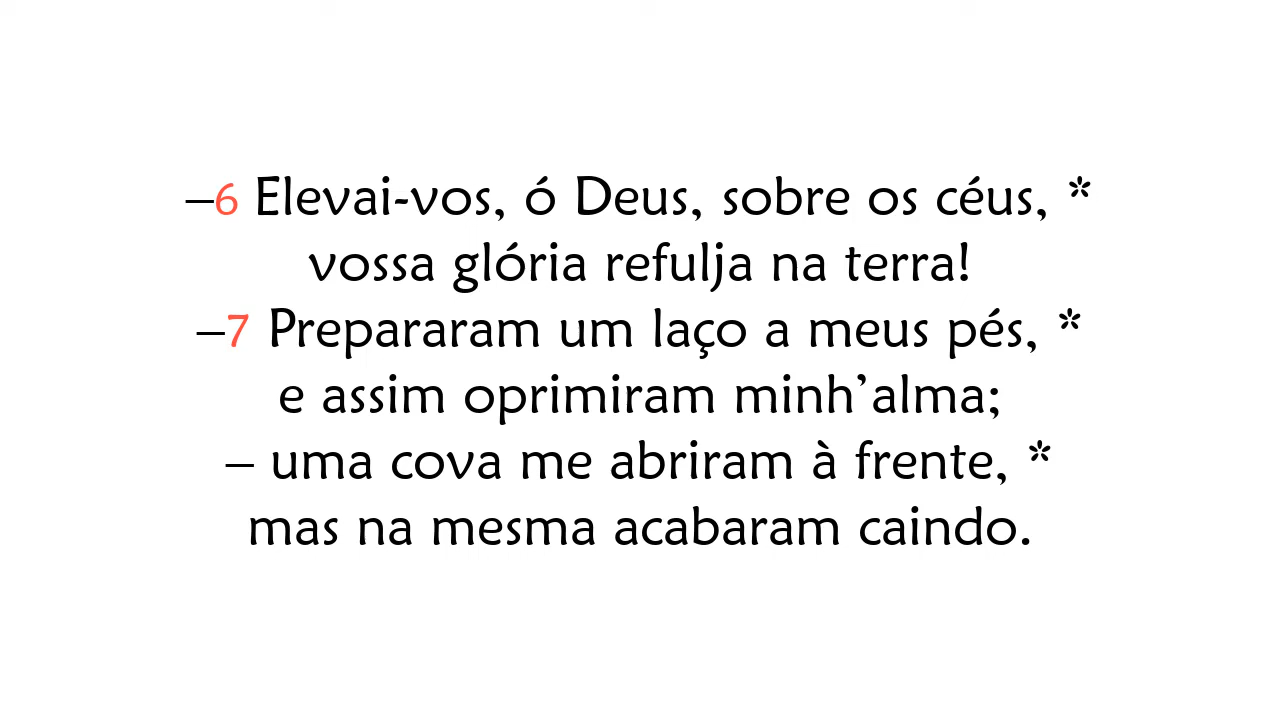 –6 Elevai-vos, ó Deus, sobre os céus, *
vossa glória refulja na terra!
–7 Prepararam um laço a meus pés, *
e assim oprimiram minh’alma;
– uma cova me abriram à frente, *
mas na mesma acabaram caindo.